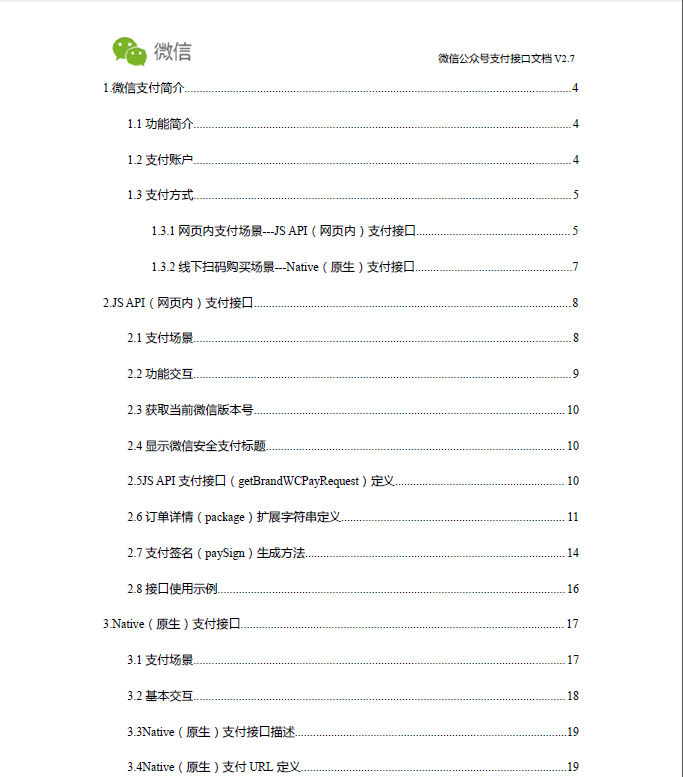 微信
微信公众号支付接口文档 V2.7
1.微信支付简介........................................4
1.1 功能简介........................................4
1.2 支付账户........................................4
1.3 支付方式........................................5
1.3.1 网页内支付场景---JS API（网页内）支付接口........................................5
1.3.2 线下扫码购买场景---Native（原生）支付接口........................................7
2.JS API（网页内）支付接口........................................8
2.1 支付场景........................................8
2.2 功能交互........................................9
2.3 获取当前微信版本号........................................10
2.4 显示微信安全支付标题........................................10
2.5JS API 支付接口（getBrandWCPayRequest）定义........................................10
2.6 订单详情（package）扩展字符串定义........................................11
2.7 支付签名（paySign）生成方法........................................14
2.8 接口使用示例........................................16
3.Native（原生）支付接口........................................17
3.1 支付场景........................................17
3.2 基本交互........................................18
3.3Native（原生）支付接口描述........................................19
3.4Native（原生）支付 URL 定义........................................19